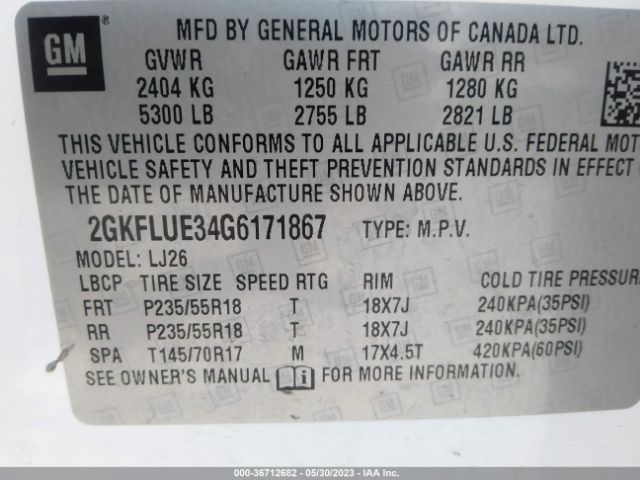 GM
MFD BY GENERAL MOTORS OF CANADA LTD.
GVWR GAWR FRT GAWR RR
2404 KG 1250 KG 1280 KG
5300 LB 2755 LB 2821 LB
THIS VEHICLE CONFORMS TO ALL APPLICABLE U.S. FEDERAL MOT
VEHICLE SAFETY AND THEFT PREVENTION STANDARDS IN EFFECT
THE DATE OF MANUFACTURE SHOWN ABOVE.
2GKFLUE34G6171867 TYPE: M.P.V.
MODEL: LJ26
LBCP TIRE SIZE SPEED RTG RIM COLD TIRE PRESSURE
FRT P235/55R18 T 18X7J 240KPA(35PSI)
RR P235/55R18 T 18X7J 240KPA(35PSI)
SPA T145/70R17 M 17X4.5T 420KPA(60PSI)
SEE OWNER'S MANUAL i FOR MORE INFORMATION.
000-36712682 - 05/30/2023 - IAA Inc.